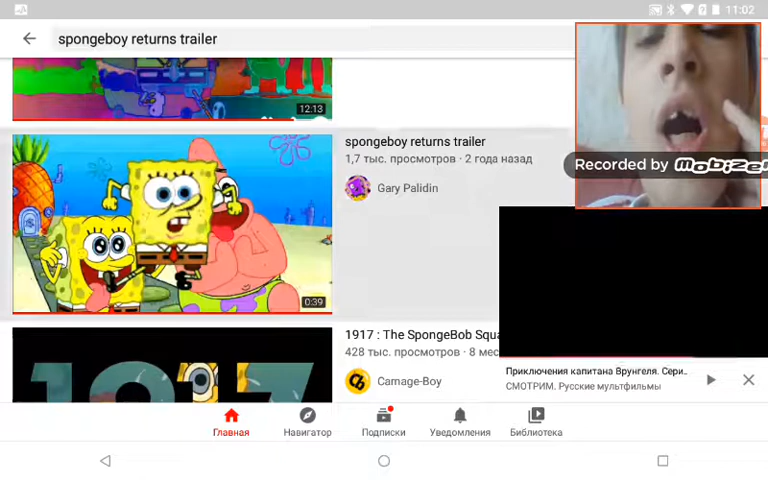 11:02
spongeboy returns trailer
12:13
spongeboy returns trailer
1,7 тыс. просмотров · 2 года назад
Gary Palidin
Recorded by mobizen
0:39
1917 : The SpongeBob Squa
428 тыс. просмотров · 8 мес
Camage-Boy
1917
Приключения капитана Врунгеля. Сери..
СМОТРИМ. Русские мультфильмы
Главная
Навигатор
Подписки
Уведомления
Библиотека